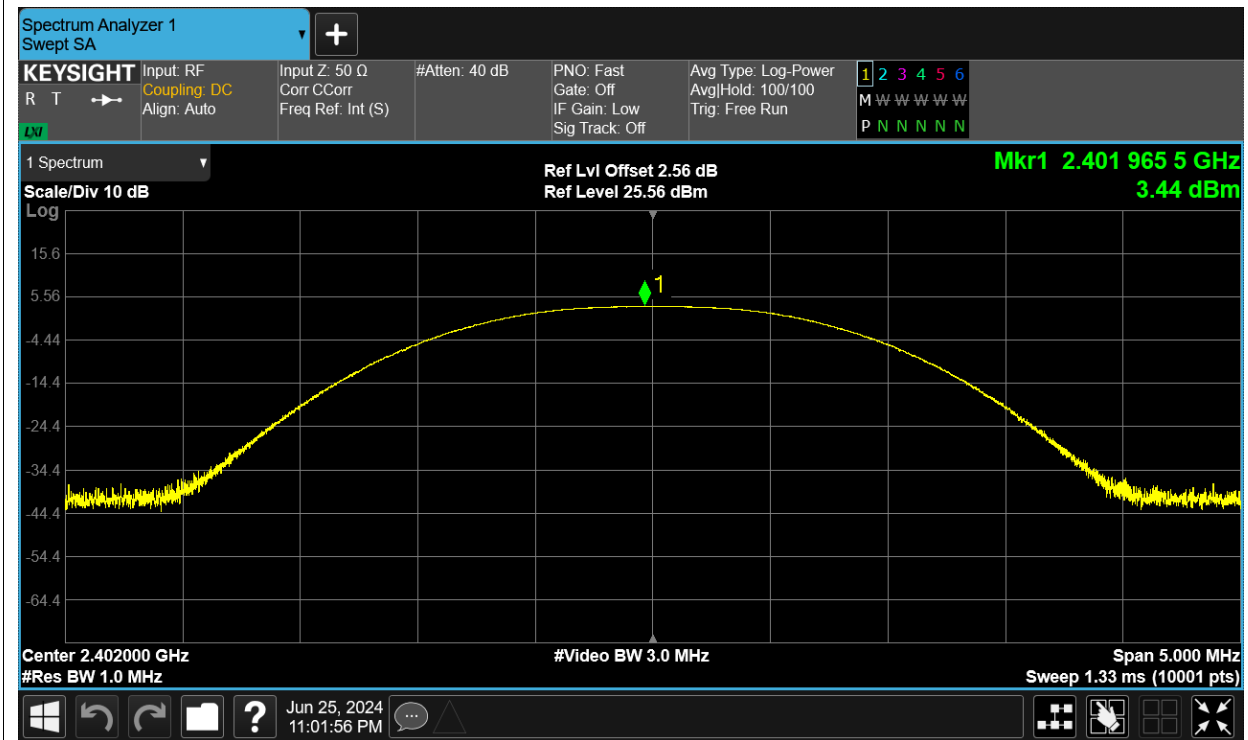 Spectrum Analyzer 1
Swept SA
KEYSIGHT
R T
LXI
Input: RF
Coupling: DC
Align: Auto
Input Z: 50 Ω
Corr CCorr
Freq Ref: Int (S)
#Atten: 40 dB
PNO: Fast
Gate: Off
IF Gain: Low
Sig Track: Off
Avg Type: Log-Power
Avg|Hold: 100/100
Trig: Free Run
1 2 3 4 5 6
M W W W W W
P N N N N N
1 Spectrum
Scale/Div 10 dB
Log
Ref Lvl Offset 2.56 dB
Ref Level 25.56 dBm
Mkr1 2.401 965 5 GHz
3.44 dBm
15.6
5.56
-4.44
-14.4
-24.4
-34.4
-44.4
-54.4
-64.4
1
Center 2.402000 GHz
#Res BW 1.0 MHz
#Video BW 3.0 MHz
Span 5.000 MHz
Sweep 1.33 ms (10001 pts)
?
Jun 25, 2024
11:01:56 PM